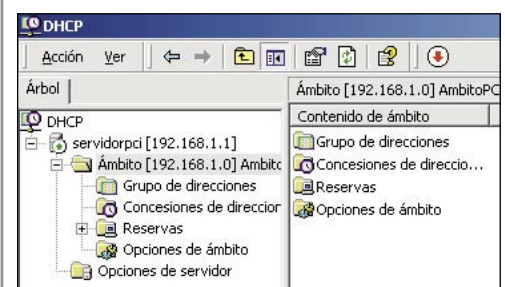 DHCP
Acción Ver
Árbol
Ámbito [192.168.1.0] AmbitoPC
DHCP
servidorpci [192.168.1.1]
Ámbito [192.168.1.0] Ambitc
Grupo de direcciones
Concesiones de direccior
Reservas
Opciones de ámbito
Opciones de servidor
Contenido de ámbito
Grupo de direcciones
Concesiones de direccio...
Reservas
Opciones de ámbito